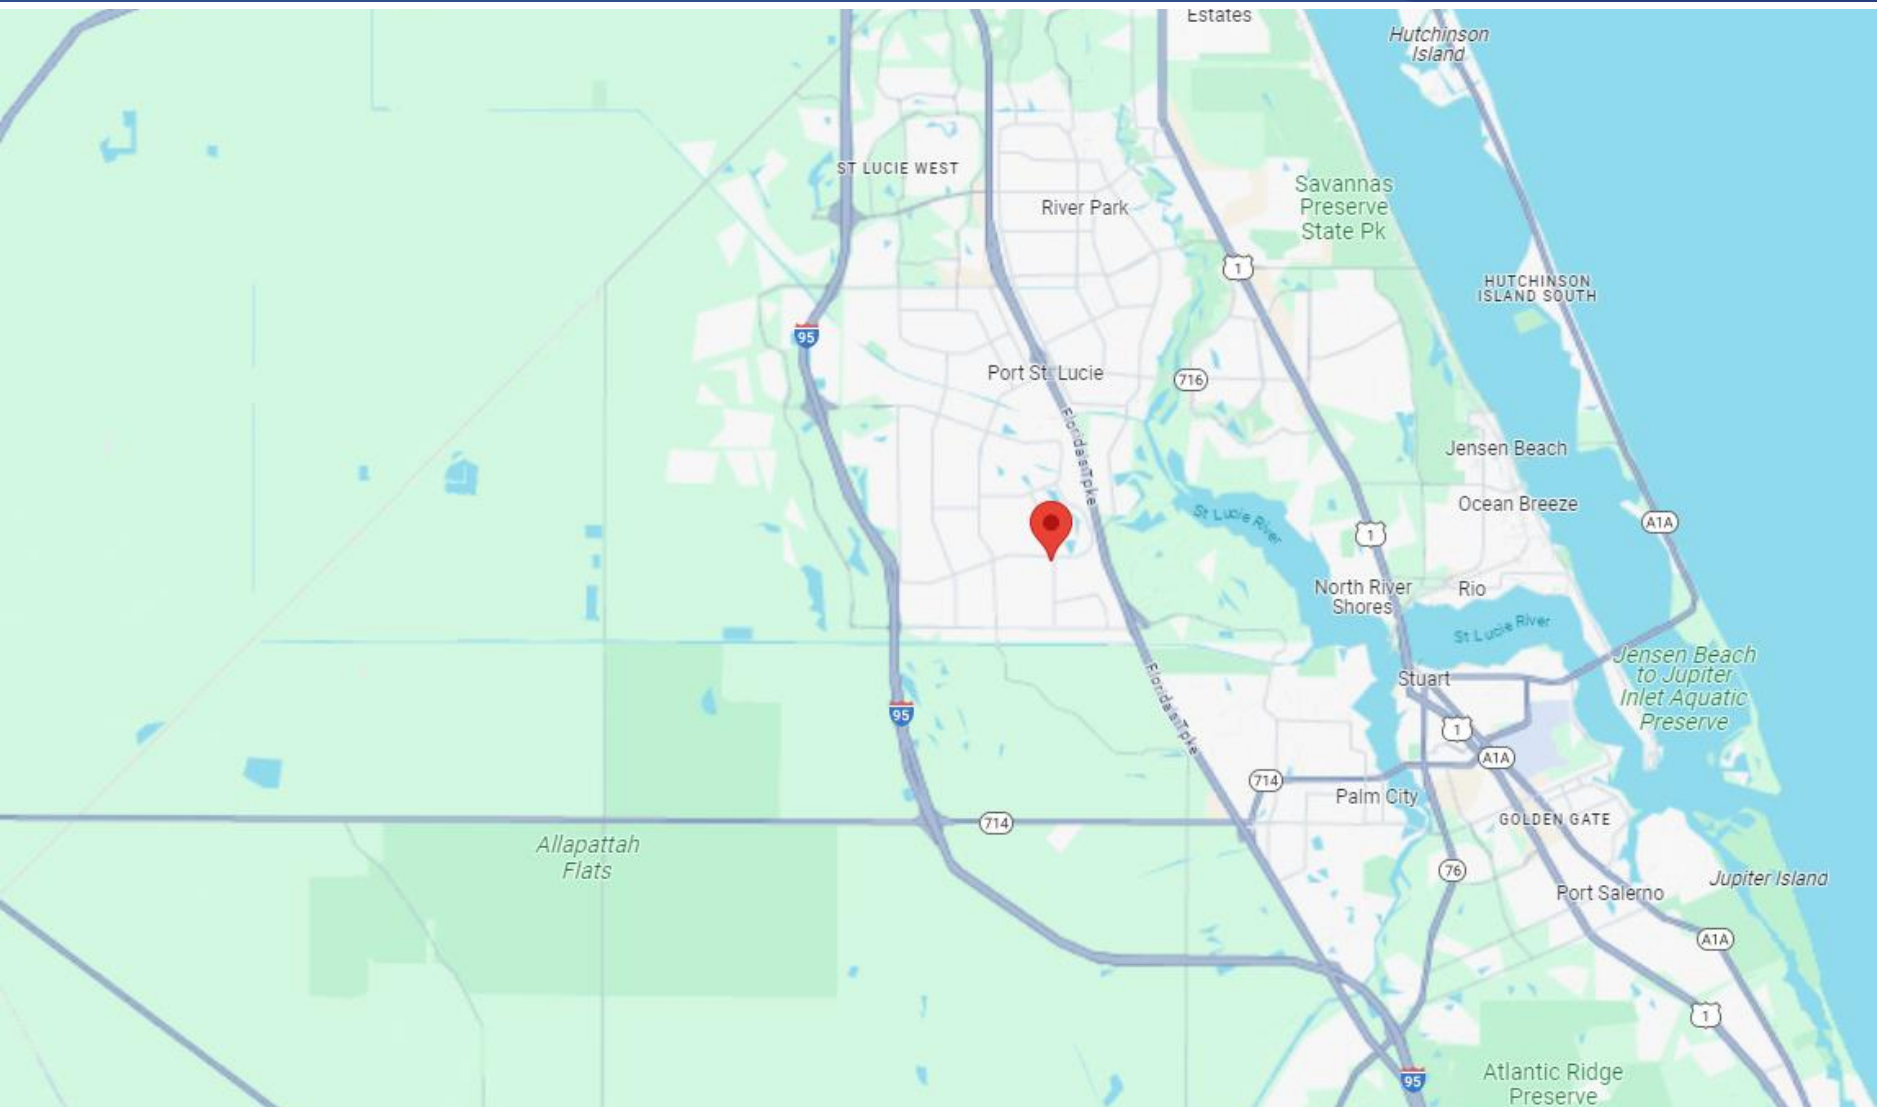 Estates
Hutchinson
Island
ST LUCIE WEST
River Park
Savannas
Preserve
State Pk
1
HUTCHINSON
ISLAND SOUTH
95
Port St. Lucie
716
Florida's Tpke
Jensen Beach
Ocean Breeze
St Lucie River
A1A
1
North River
Shores
Rio
St Lucie River
Jensen Beach
to Jupiter
Inlet Aquatic
Preserve
Florida's Tpke
Stuart
95
1
A1A
714
Palm City
714
GOLDEN GATE
Allapattah
Flats
76
Jupiter Island
Port Salerno
A1A
1
95
Atlantic Ridge
Preserve